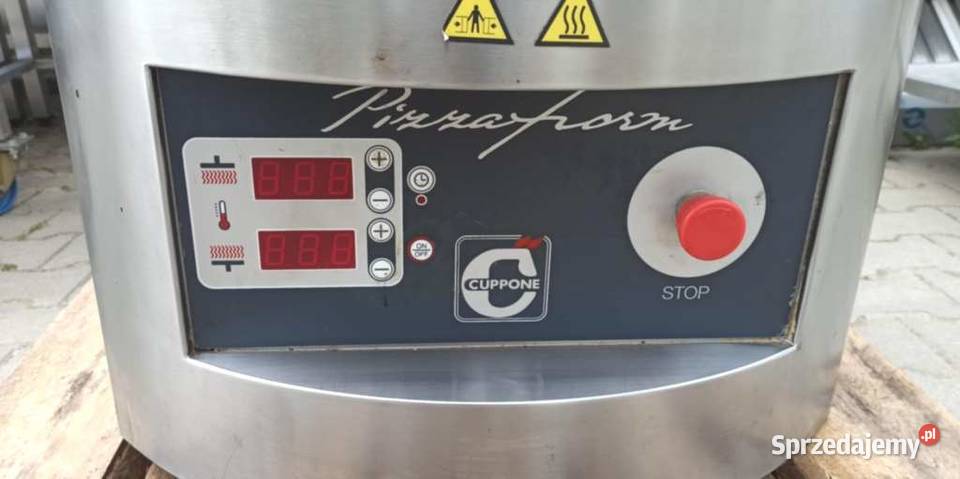 Pizzaform
888
+
-
888
+
-
ON
OFF
CUPPONE
STOP
Sprzedajemy.pl